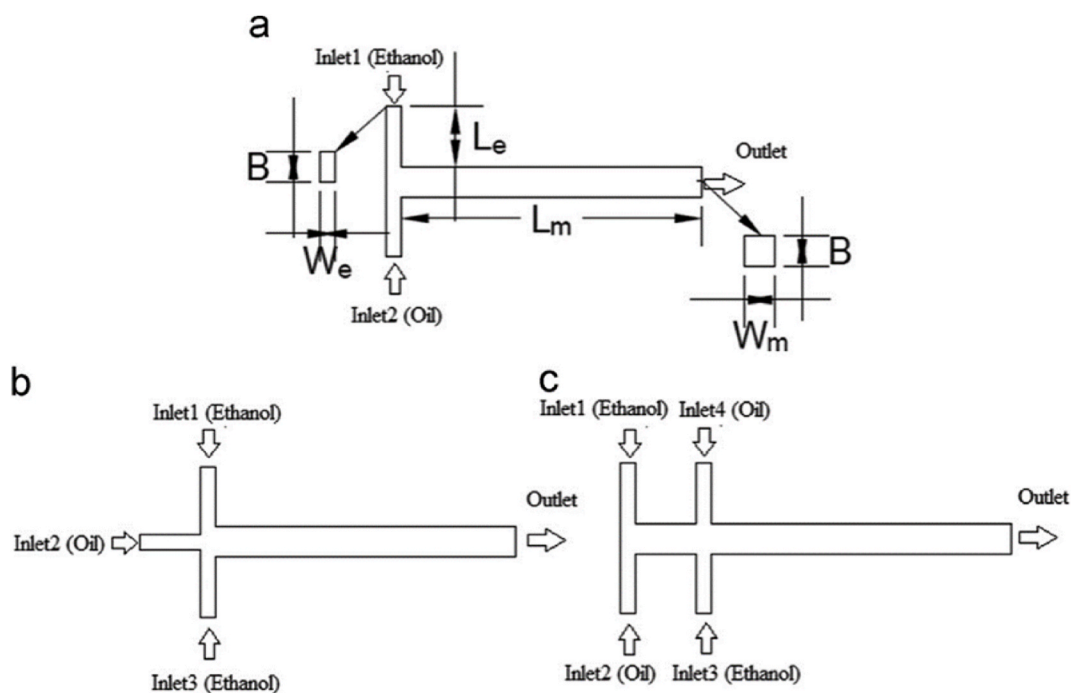 a
Inlet1 (Ethanol)
Le
Outlet
B
Lm
B
We
Inlet2 (Oil)
Wm
b
c
Inlet1 (Ethanol)
Inlet1 (Ethanol) Inlet4 (Oil)
Outlet
Outlet
Inlet2 (Oil)
Inlet3 (Ethanol)
Inlet2 (Oil) Inlet3 (Ethanol)